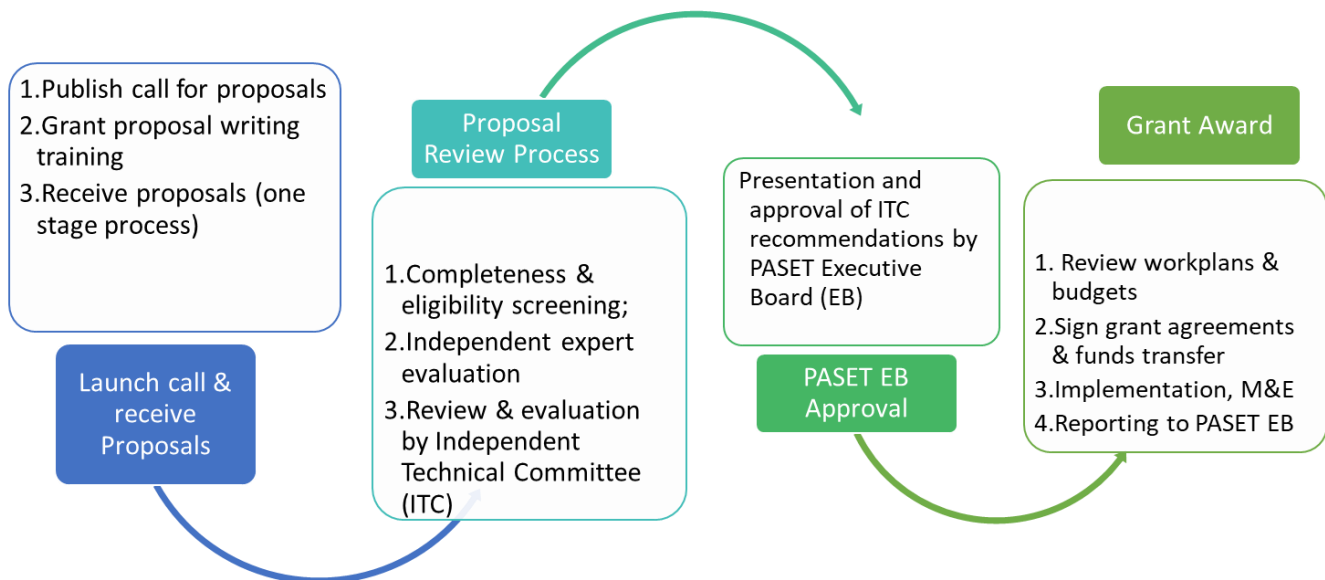 1.Publish call for proposals
2.Grant proposal writing
training
3.Receive proposals (one
stage process)
Launch call &
receive
Proposals
Proposal
Review Process
1.Completeness &
eligibility screening;
2.Independent expert
evaluation
3.Review & evaluation
by Independent
Technical Committee
(ITC)
Presentation and
approval of ITC
recommendations by
PASET Executive
Board (EB)
PASET EB
Approval
Grant Award
1. Review workplans &
budgets
2.Sign grant agreements
& funds transfer
3.Implementation, M&E
4.Reporting to PASET EB